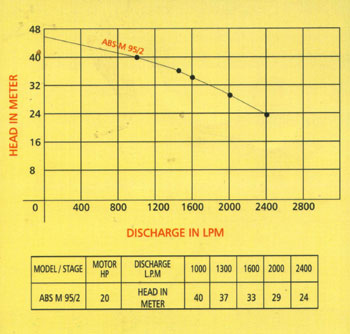 48
40
32
24
16
8
HEAD IN METER
ABS-M 95/2
0 400 800 1200 1600 2000 2400 2800
DISCHARGE IN LPM
MODEL / STAGE MOTOR HP DISCHARGE L.P.M 1000 1300 1600 2000 2400
ABS M 95/2 20 HEAD IN METER 40 37 33 29 24